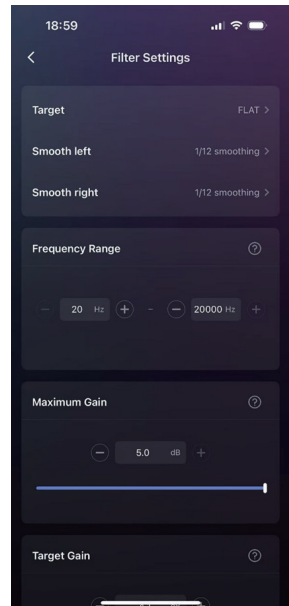 18:59
Filter Settings
Target FLAT >
Smooth left 1/12 smoothing >
Smooth right 1/12 smoothing >
Frequency Range ?
− 20 Hz + - − 20000 Hz +
Maximum Gain ?
− 5.0 dB +
Target Gain ?